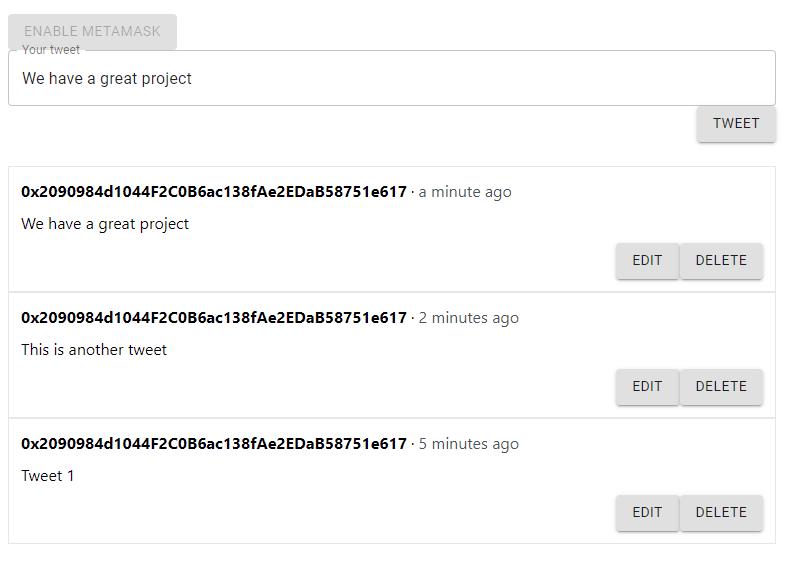 ENABLE METAMASK
Your tweet
We have a great project
TWEET
0x2090984d1044F2C0B6ac138fAe2EDaB58751e617 · a minute ago
We have a great project
EDIT DELETE
0x2090984d1044F2C0B6ac138fAe2EDaB58751e617 · 2 minutes ago
This is another tweet
EDIT DELETE
0x2090984d1044F2C0B6ac138fAe2EDaB58751e617 · 5 minutes ago
Tweet 1
EDIT DELETE